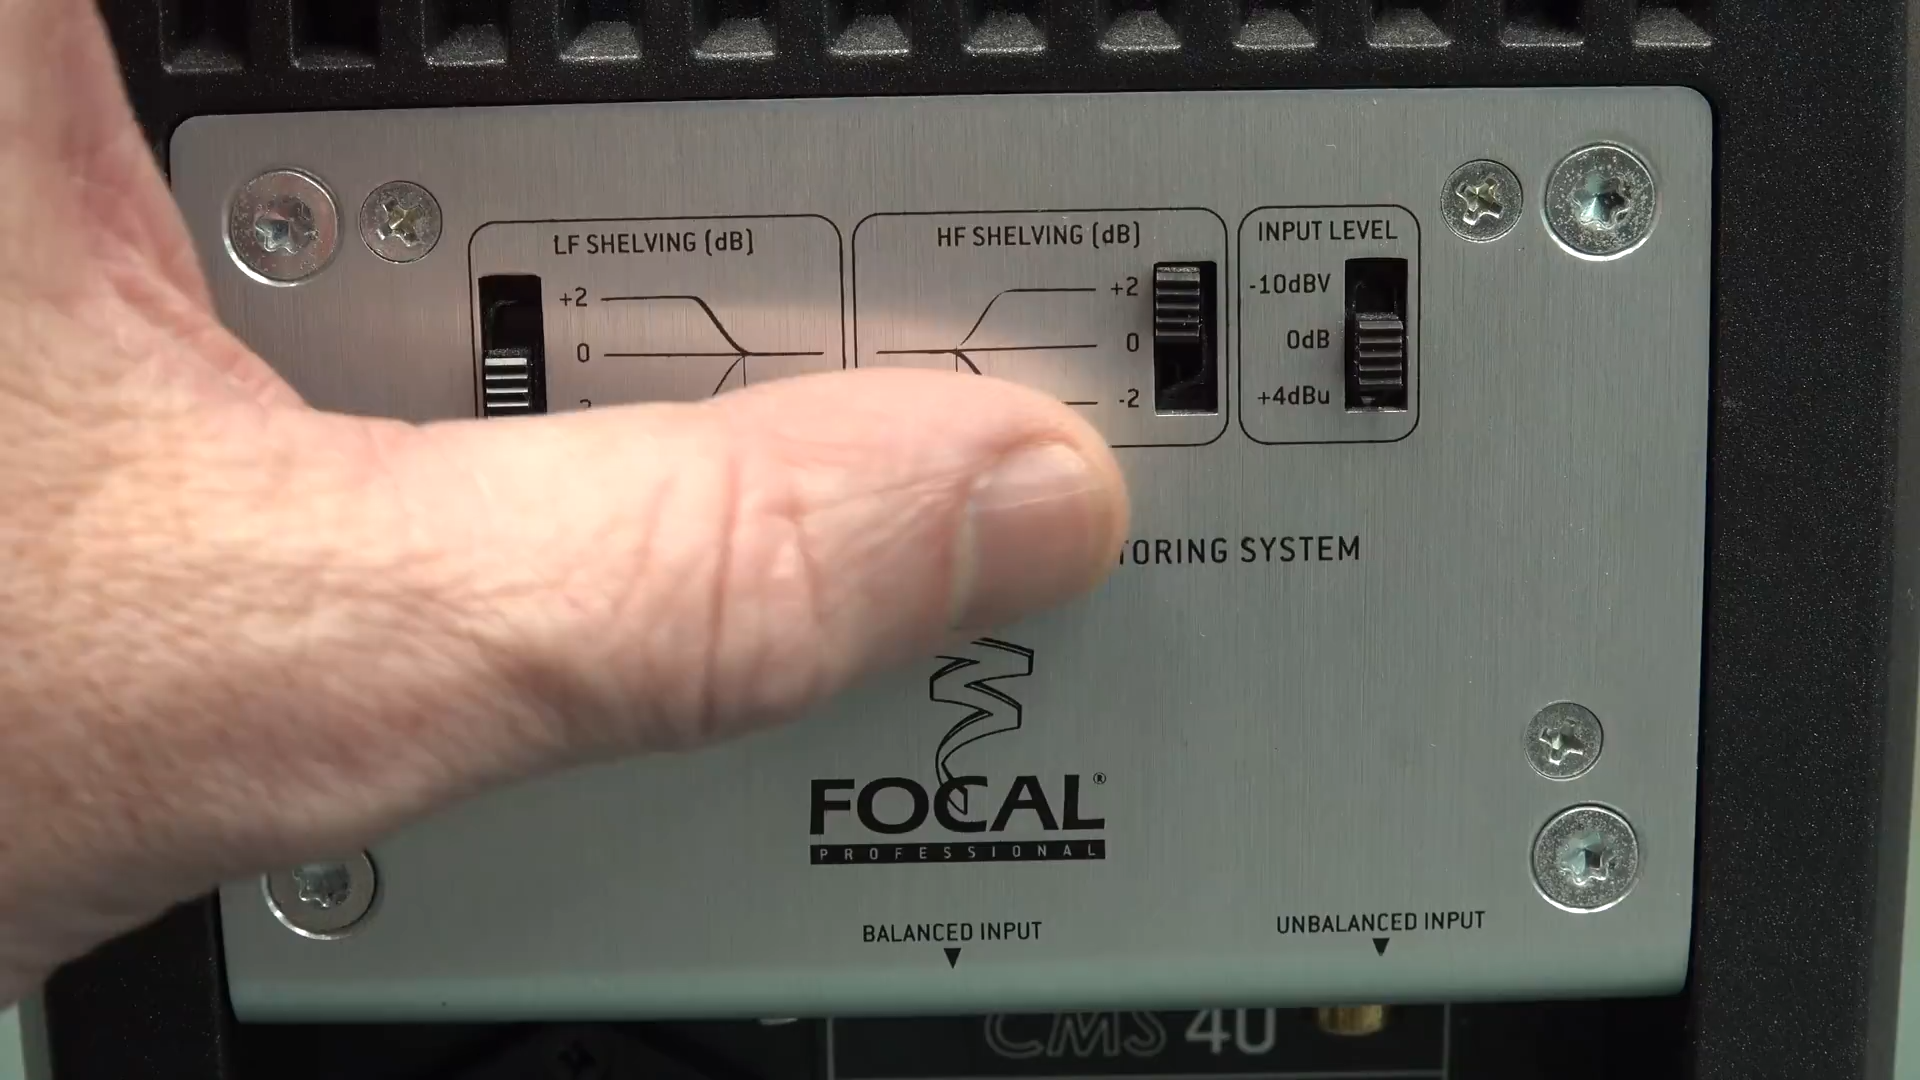 LF SHELVING (dB)
+2
0
HF SHELVING (dB)
+2
0
-2
INPUT LEVEL
-10dBV
0dB
+4dBu
TORING SYSTEM
FOCAL®
PROFESSIONAL
BALANCED INPUT
UNBALANCED INPUT
CMS 40